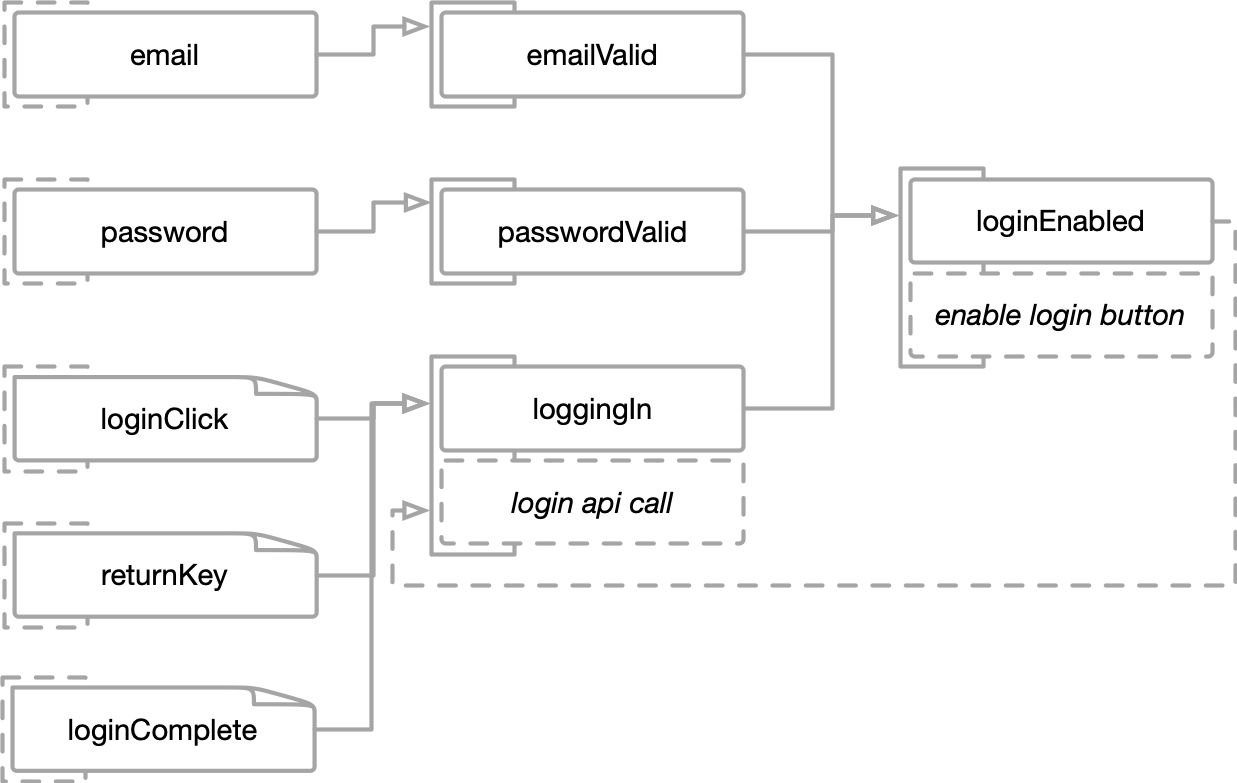 email
emailValid
password
passwordValid
loginEnabled
enable login button
loginClick
loggingIn
login api call
returnKey
loginComplete